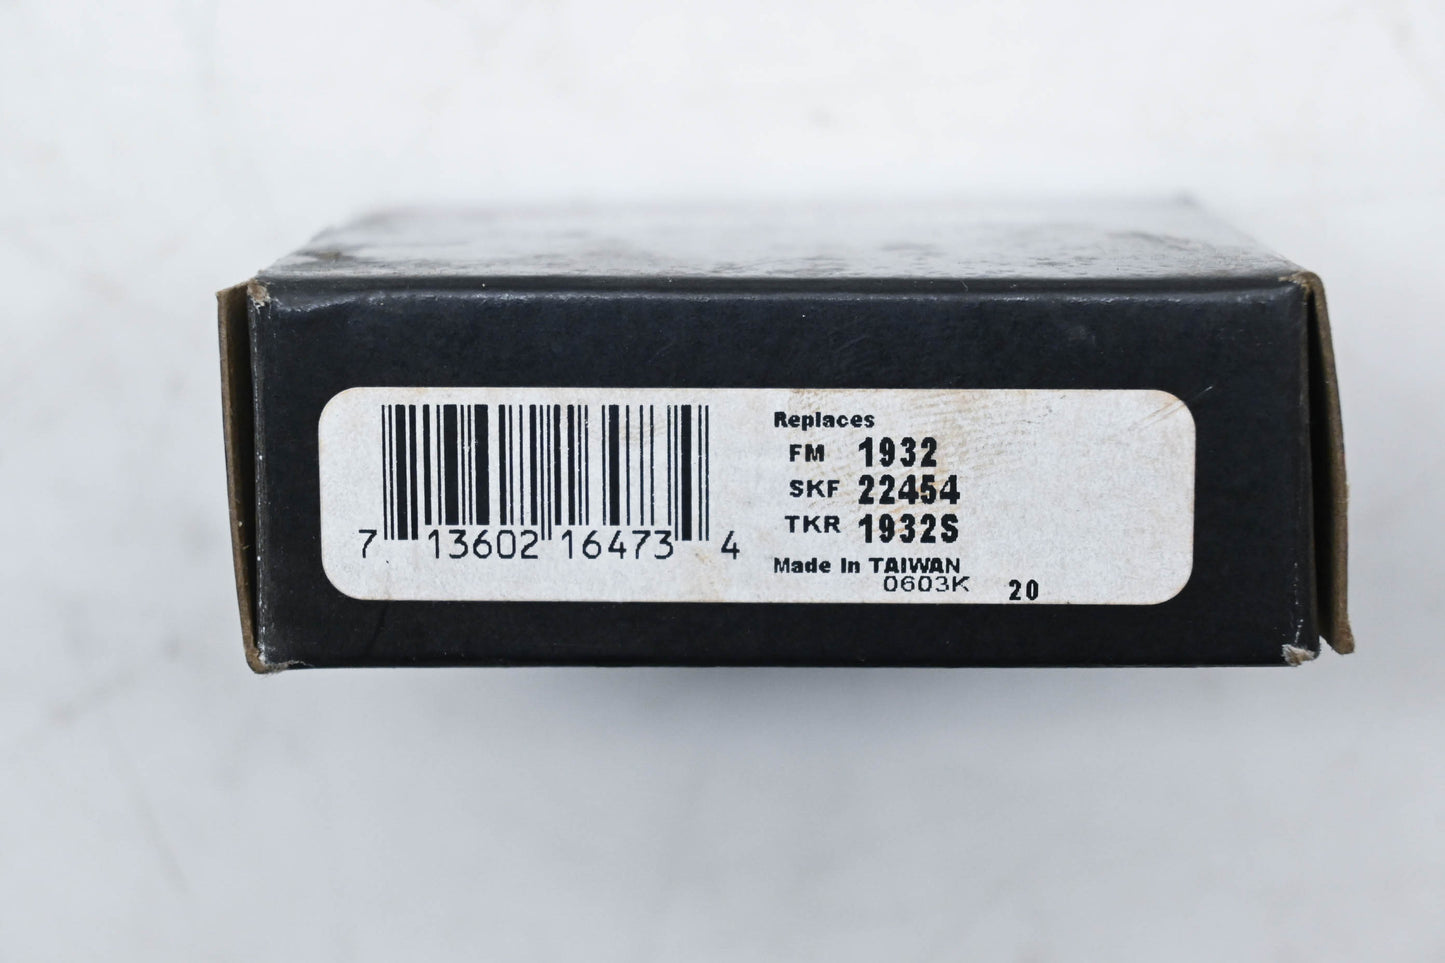 7 13602 16473 4
Replaces
FM 1932
SKF 22454
TKR 1932S
Made In TAIWAN
0603K 20